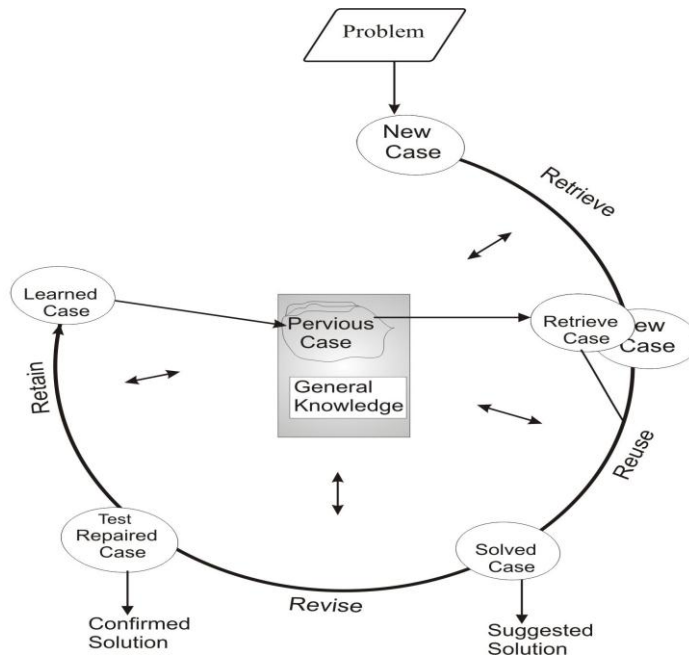 Problem
New
Case
Retrieve
Learned
Case
Pervious
Case
Retrieve
Case
New
Case
General
Knowledge
Retain
Reuse
Test
Repaired
Case
Solved
Case
Revise
Confirmed
Solution
Suggested
Solution